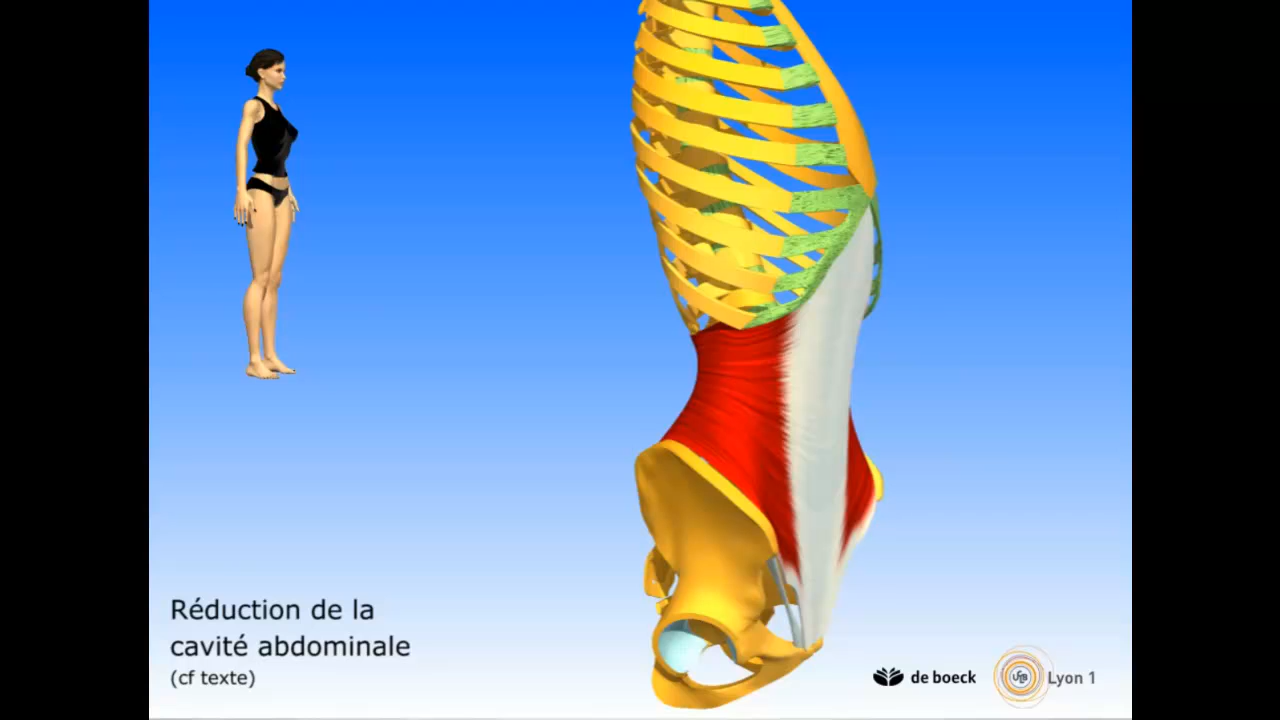 Réduction de la
cavité abdominale
(cf texte)
de boeck
Lyon 1